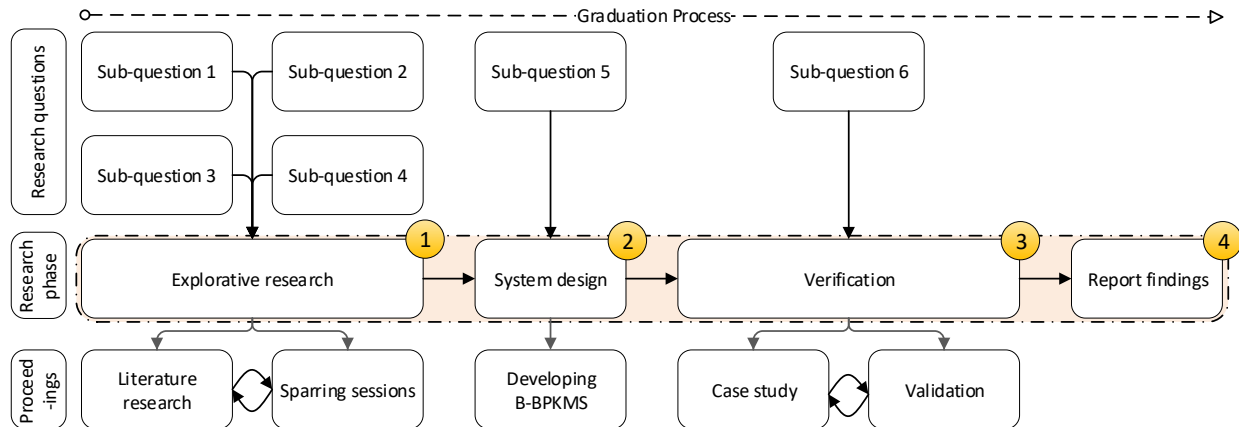 Graduation Process
Research questions
Sub-question 1
Sub-question 2
Sub-question 5
Sub-question 6
Sub-question 3
Sub-question 4
Research
phase
1
Explorative research
2
System design
3
Verification
4
Report findings
Proceed
-ings
Literature
research
Sparring sessions
Developing
B-BPKMS
Case study
Validation